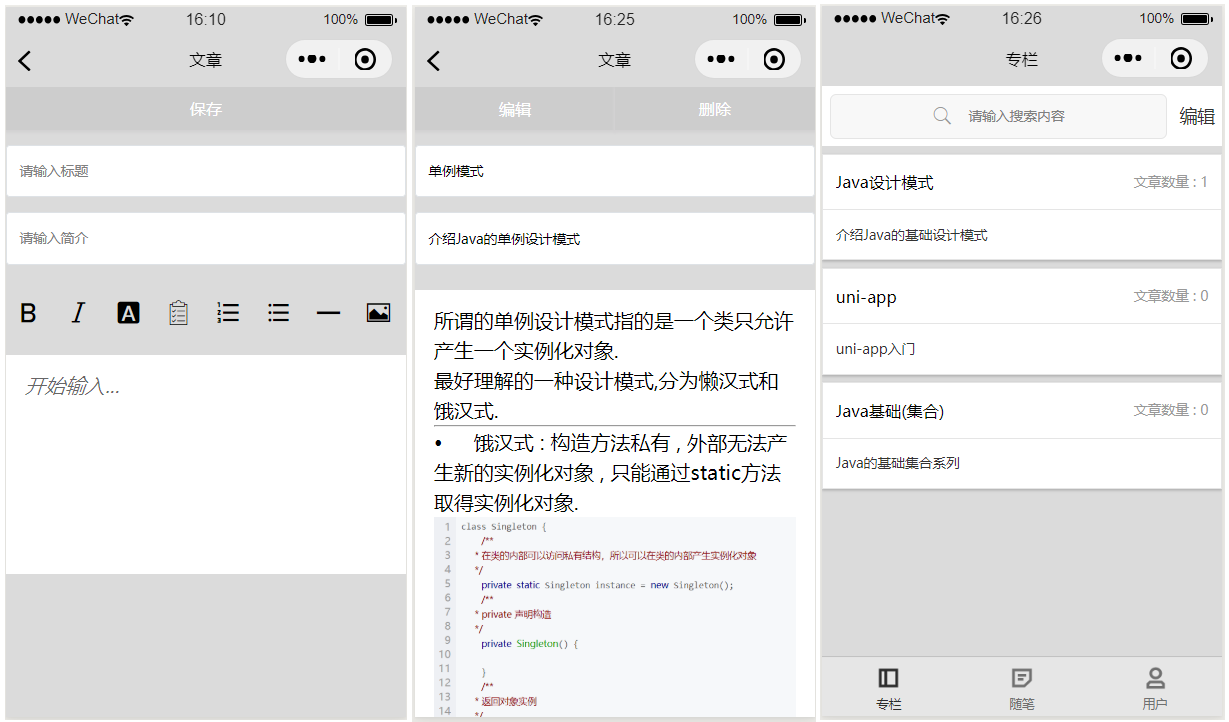 WeChat 16:10 100%
文章
保存
请输入标题
请输入简介
B I A
开始输入...
WeChat 16:25 100%
文章
编辑 删除
单例模式
介绍Java的单例设计模式
所谓的单例设计模式指的是一个类只允许
产生一个实例化对象.
最好理解的一种设计模式,分为懒汉式和
饿汉式.
• 饿汉式：构造方法私有，外部无法产
生新的实例化对象，只能通过static方法
取得实例化对象.
1 class Singleton {
2 /**
3 * 在类的内部可以访问私有结构，所以可以在类的内部产生实例化对象
4 */
5 private static Singleton instance = new Singleton();
6 /**
7 * private 声明构造
8 */
9 private Singleton() {
10
11 }
12 /**
13 * 返回对象实例
14 */
WeChat 16:26 100%
专栏
请输入搜索内容 编辑
Java设计模式 文章数量：1
介绍Java的基础设计模式
uni-app 文章数量：0
uni-app入门
Java基础(集合) 文章数量：0
Java的基础集合系列
专栏 随笔 用户